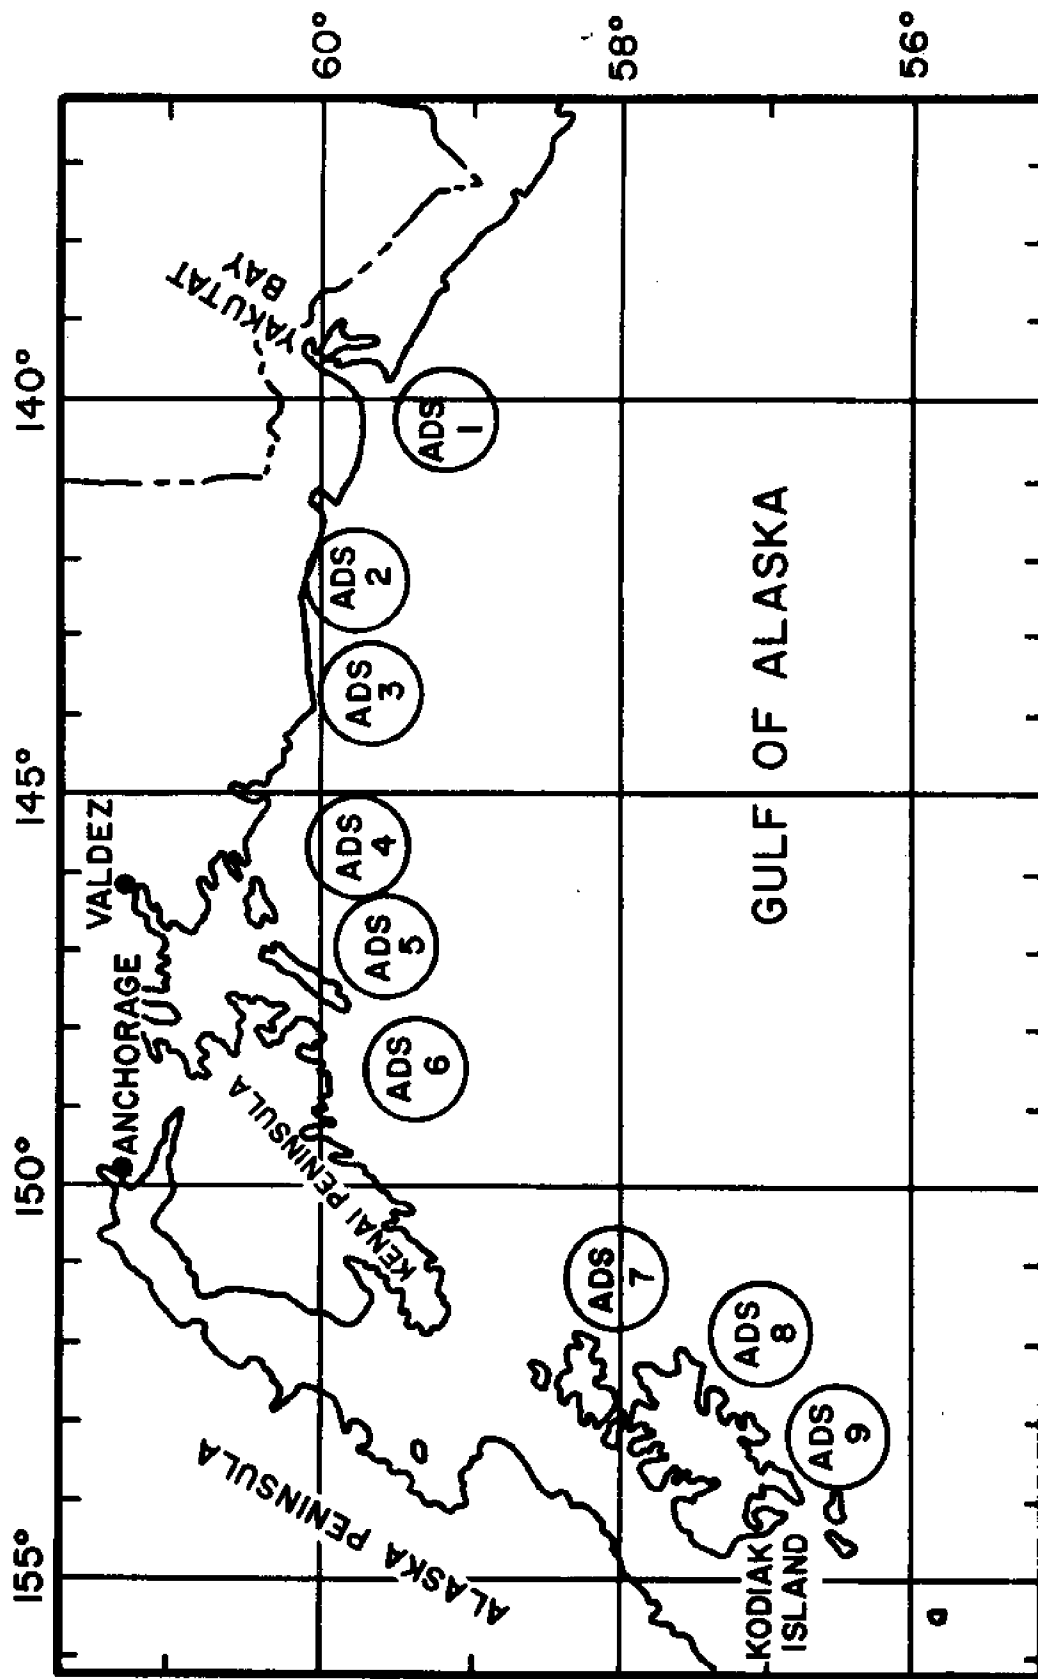 155°
150°
145°
140°
60°
58°
56°
ANCHORAGE
VALDEZ
YAKUTAT
BAY
ALASKA PENINSULA
KENAI PENINSULA
ADS
1
ADS
2
ADS
3
ADS
4
ADS
5
ADS
6
ADS
7
ADS
8
ADS
9
KODIAK
ISLAND
GULF OF ALASKA